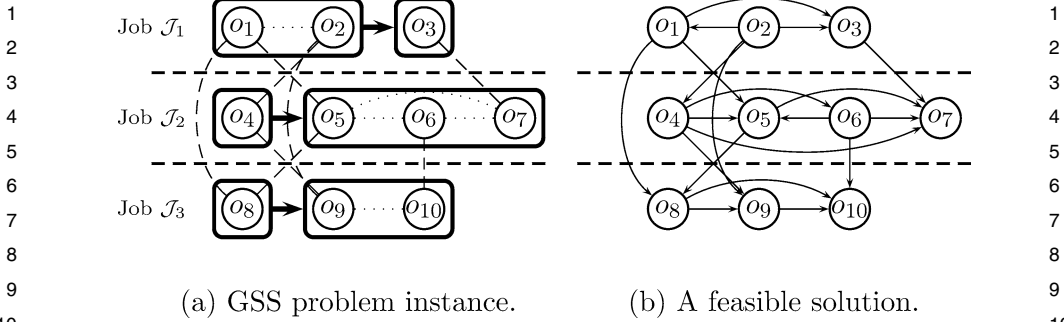 1 1
Job 𝒥1 o1 o2 o3 o1 o2 o3
2 2
3 3
4 Job 𝒥2 o4 o5 o6 o7 o4 o5 o6 o7 4
5 5
6 6
Job 𝒥3 o8 o9 o10 o8 o9 o10
7 7
8 8
9 (a) GSS problem instance. (b) A feasible solution. 9